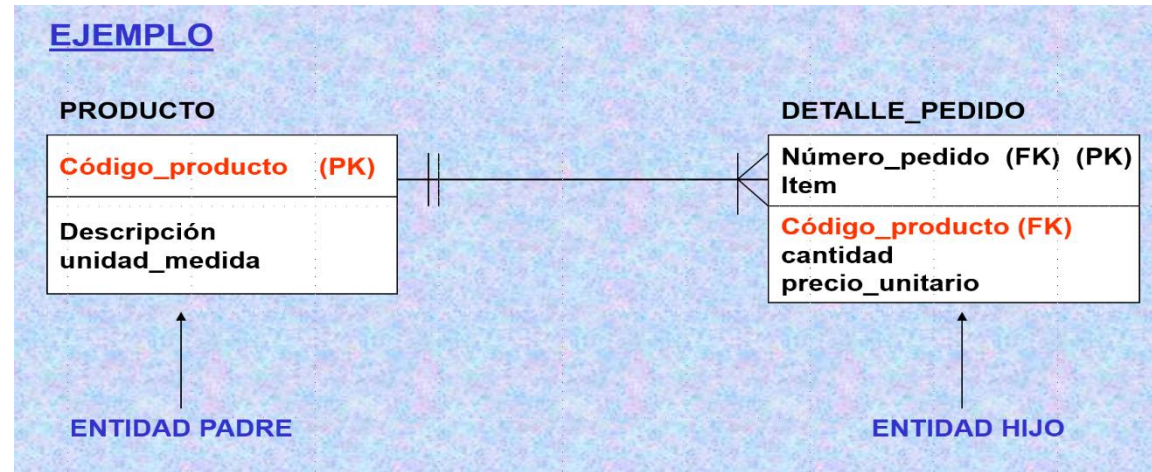 EJEMPLO
PRODUCTO
Código_producto (PK)
Descripción
unidad_medida
ENTIDAD PADRE
DETALLE_PEDIDO
Número_pedido (FK) (PK)
Item
Código_producto (FK)
cantidad
precio_unitario
ENTIDAD HIJO